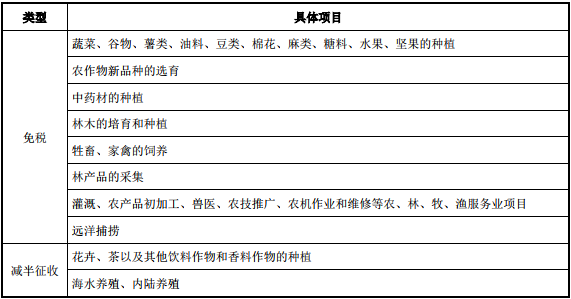 类型 具体项目
蔬菜、谷物、薯类、油料、豆类、棉花、麻类、糖料、水果、坚果的种植
农作物新品种的选育
中药材的种植
林木的培育和种植
免税
牲畜、家禽的饲养
林产品的采集
灌溉、农产品初加工、兽医、农技推广、农机作业和维修等农、林、牧、渔服务业项目
远洋捕捞
减半征收
花卉、茶以及其他饮料作物和香料作物的种植
海水养殖、内陆养殖